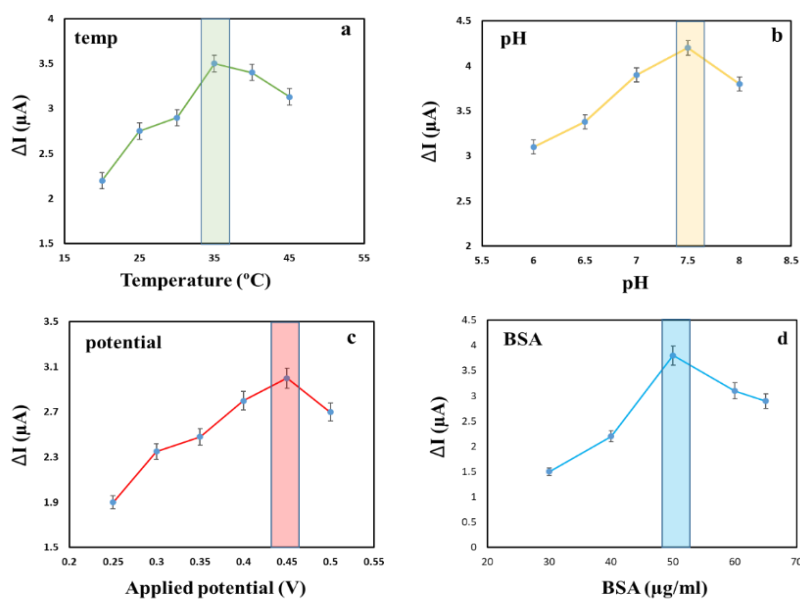 temp
a
4
3.5
3
2.5
2
1.5
ΔI (µA)
15 25 35 45 55
Temperature (ºC)
pH
b
4.5
4
3.5
3
2.5
2
ΔI (µA)
5.5 6 6.5 7 7.5 8 8.5
pH
potential
c
3.5
3.1
2.7
2.3
1.9
1.5
ΔI (µA)
0.2 0.25 0.3 0.35 0.4 0.45 0.5 0.55
Applied potential (V)
BSA
d
4.5
4
3.5
3
2.5
2
1.5
1
0.5
0
ΔI (µA)
20 30 40 50 60 70
BSA (µg/ml)